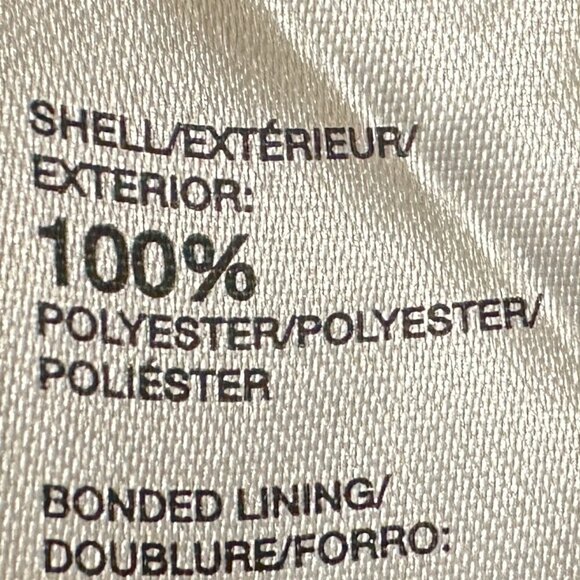 SHELL/EXTÉRIEUR/
EXTERIOR:
100%
POLYESTER/POLYESTER/
POLIÉSTER
BONDED LINING/
DOUBLURE/FORRO: